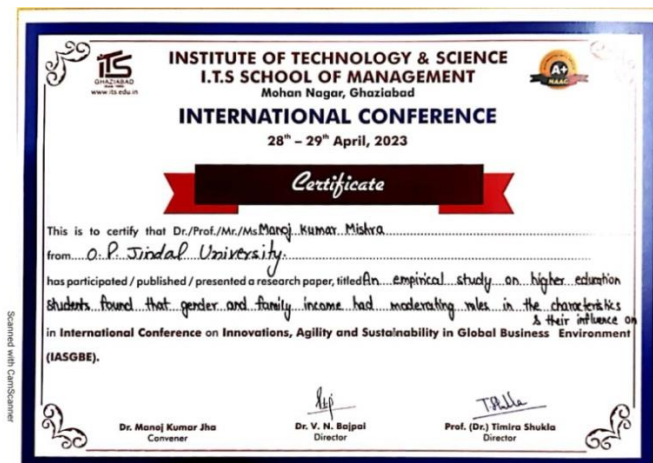 ITS
GHAZIABAD
www.its.edu.in
INSTITUTE OF TECHNOLOGY & SCIENCE
I.T.S SCHOOL OF MANAGEMENT
Mohan Nagar, Ghaziabad
A+
NAAC
INTERNATIONAL CONFERENCE
28th – 29th April, 2023
Certificate
This is to certify that Dr./Prof./Mr./Ms. Manoj Kumar Mishra
from O.P. Jindal University.
has participated / published / presented a research paper, titled An empirical study on higher education
students found that gender and family income had moderating roles in the characteristics
& their influence on
in International Conference on Innovations, Agility and Sustainability in Global Business Environment
(IASGBE).
Dr. Manoj Kumar Jha
Convener
Dr. V. N. Bajpai
Director
Prof. (Dr.) Timira Shukla
Director
Scanned with CamScanner